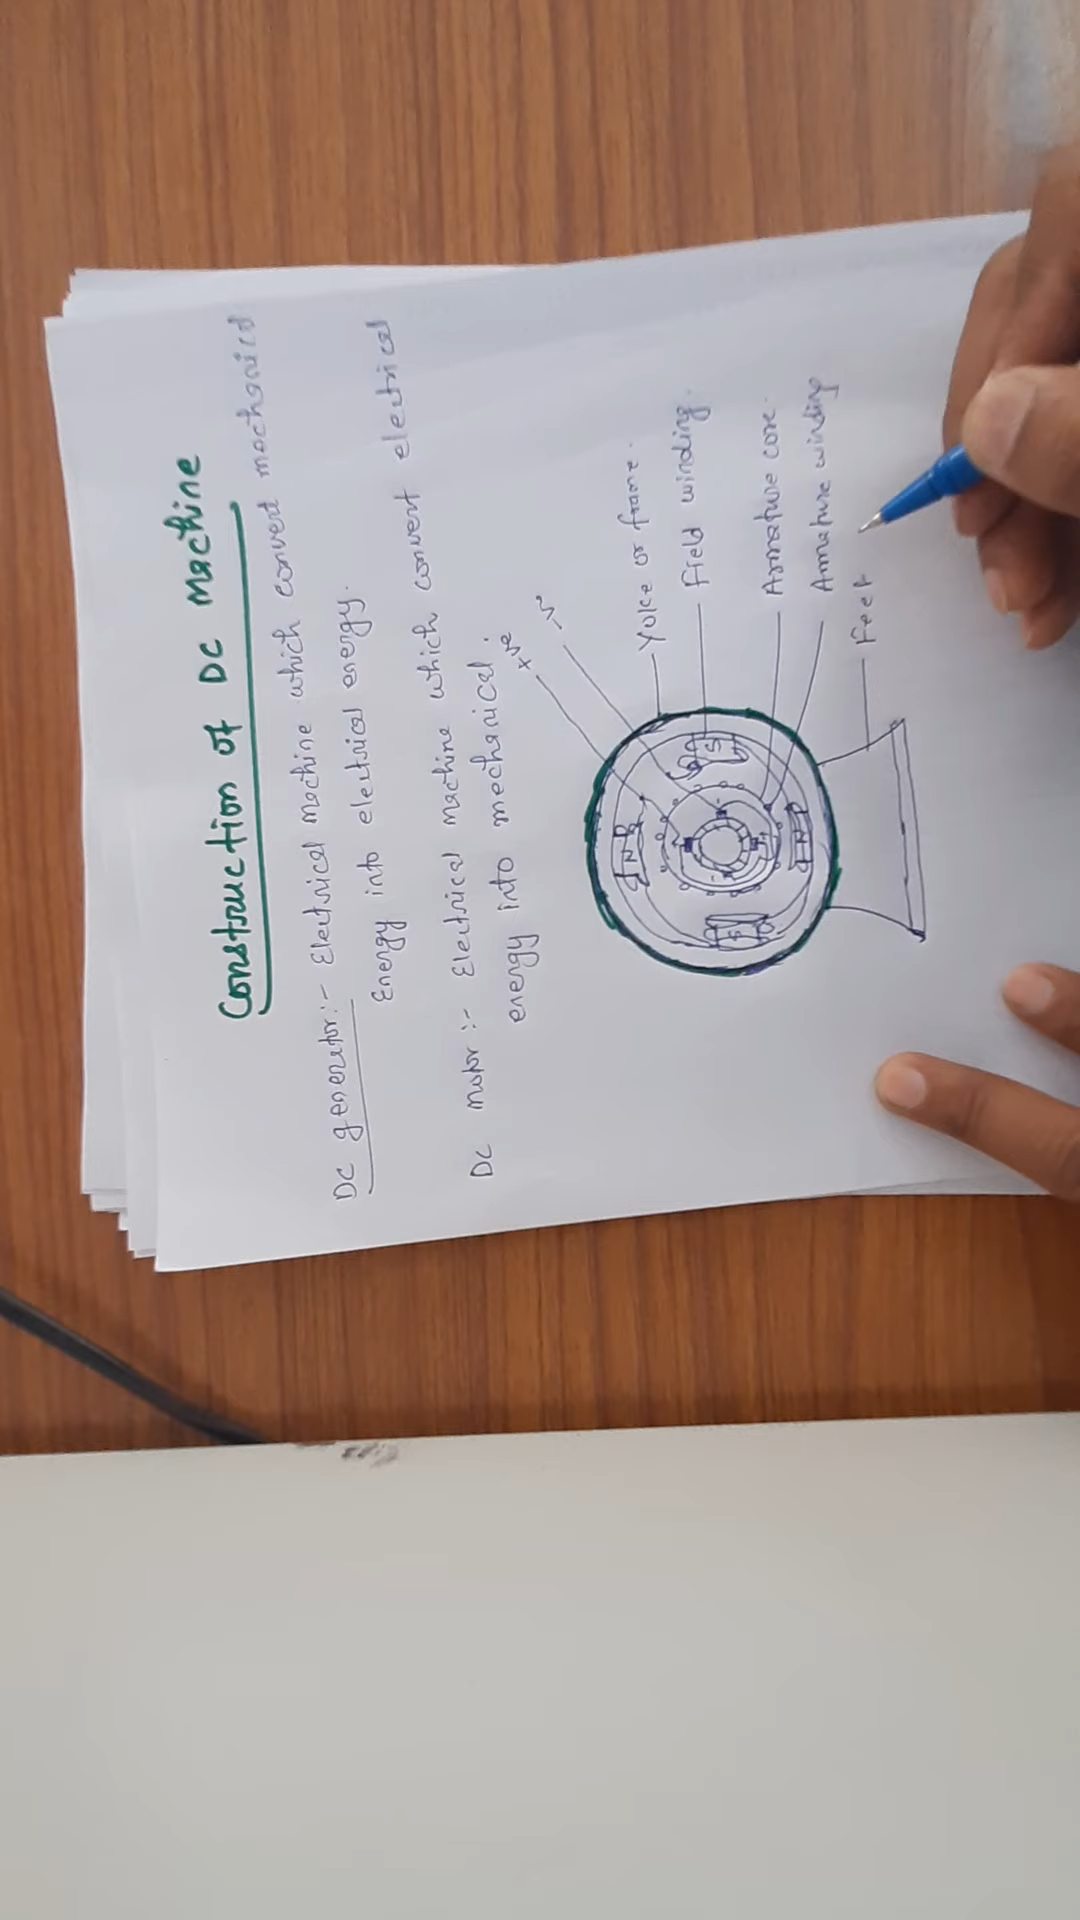 Construction of DC Machine
DC generator:- Electrical machine which convert mechanical
Energy into electrical energy.
DC motor :- Electrical machine which convert electrical
energy into mechanical.
+ve
-ve
Yoke or frame.
Field winding.
Armature core.
Armature winding
Feet
N
S
N
S